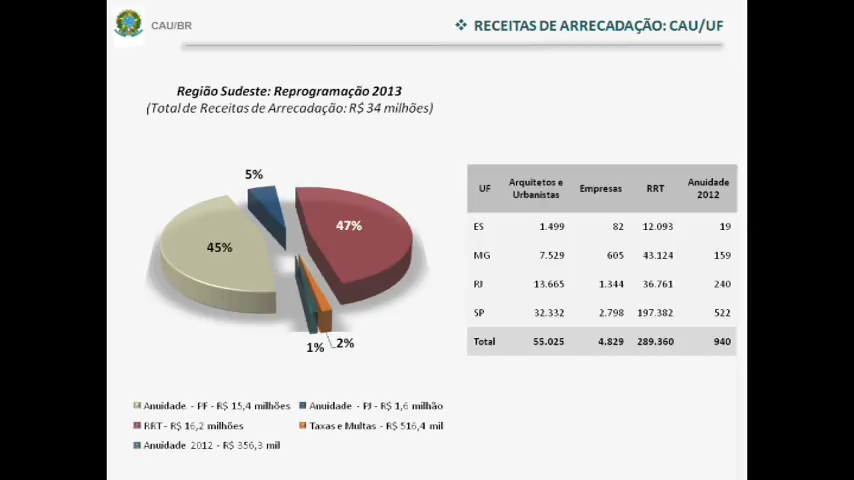 CAU/BR
❖ RECEITAS DE ARRECADAÇÃO: CAU/UF
Região Sudeste: Reprogramação 2013
(Total de Receitas de Arrecadação: R$ 34 milhões)
5%
47%
45%
1%
2%
UF Arquitetos e Urbanistas Empresas RRT Anuidade 2012
ES 1.499 82 12.093 19
MG 7.529 605 43.124 159
RJ 13.665 1.344 36.761 240
SP 32.332 2.798 197.382 522
Total 55.025 4.829 289.360 940
Anuidade - PF - R$ 15,4 milhões
Anuidade - PJ - R$ 1,6 milhão
RRT - R$ 16,2 milhões
Taxas e Multas - R$ 516,4 mil
Anuidade 2012 - R$ 356,3 mil